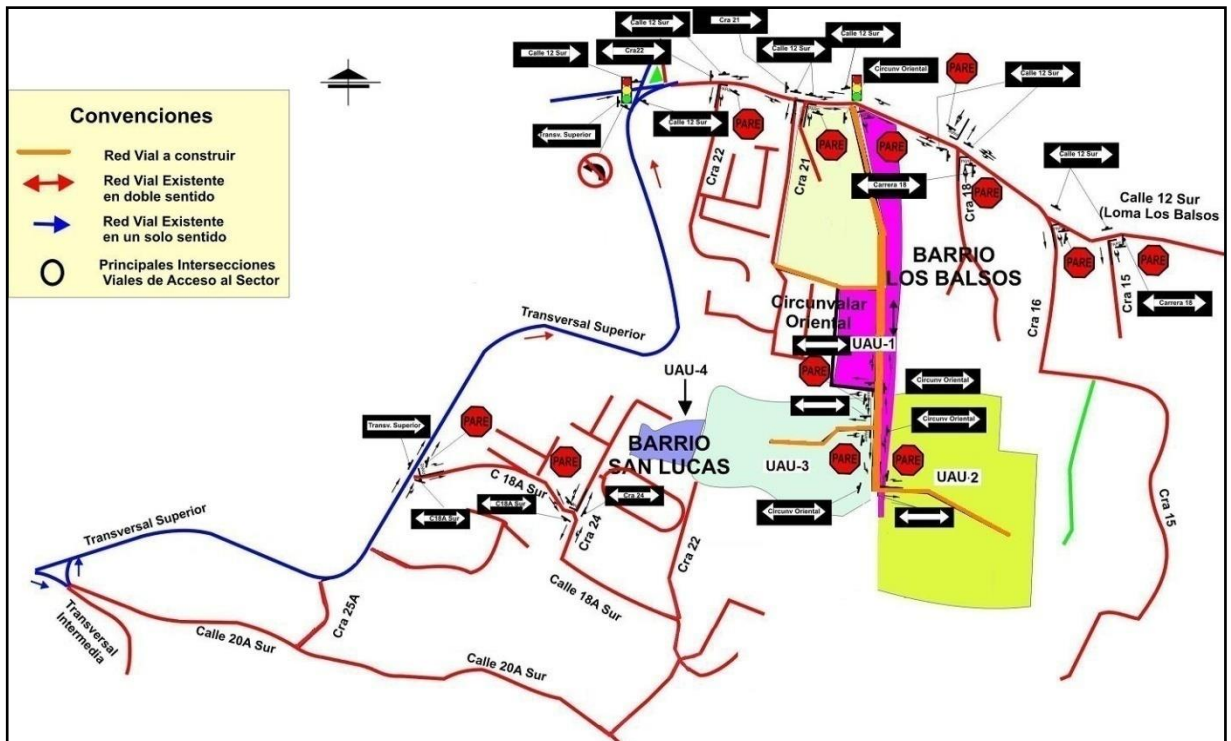 Convenciones
Red Vial a construir
Red Vial Existente
en doble sentido
Red Vial Existente
en un solo sentido
Principales Intersecciones
Viales de Acceso al Sector
Calle 12 Sur
Cra 21
Calle 12 Sur
Cra22
Calle 12 Sur
Calle 12 Sur
Circunv Oriental
PARE
Calle 12 Sur
Transv. Superior
Calle 12 Sur
PARE
PARE
PARE
Cra 22
Cra 21
Carrera 18
Cra 18
PARE
Calle 12 Sur
Calle 12 Sur
(Loma Los Balsos
PARE
PARE
Cra 16
Cra 15
Carrera 18
BARRIO
LOS BALSOS
Circunvalar
Oriental
UAU-1
PARE
Transversal Superior
UAU-4
Circunv Oriental
Circunv Oriental
Transv. Superior
PARE
PARE
BARRIO
SAN LUCAS
UAU-3
PARE
PARE
UAU-2
C 18A Sur
C18A Sur
C18A Sur
Cra 24
Cra 24
Circunv Oriental
Cra 22
Cra 15
Transversal Superior
Calle 18A Sur
Transversal
Intermedia
Cra 25A
Calle 20A Sur
Calle 20A Sur